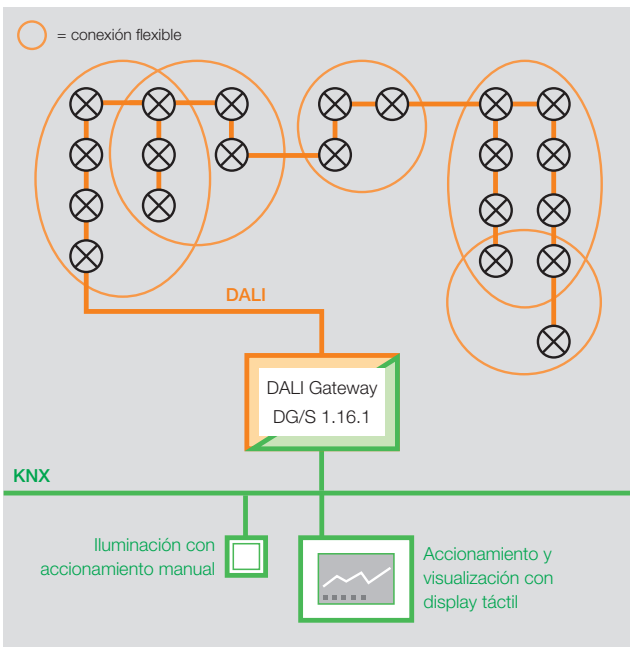 = conexión flexible
DALI
DALI Gateway
DG/S 1.16.1
KNX
Iluminación con
accionamiento manual
Accionamiento y
visualización con
display táctil